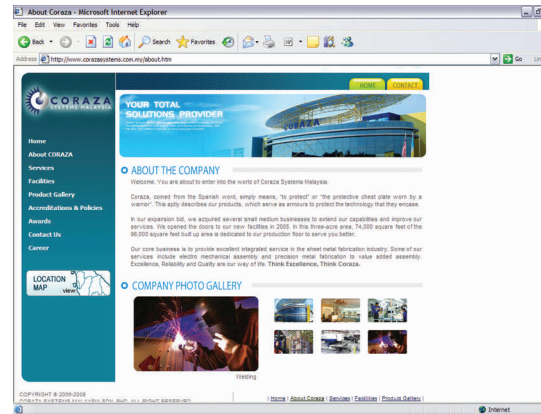 About Coraza - Microsoft Internet Explorer
File Edit View Favorites Tools Help
Back Search Favorites
Address http://www.corazasystems.com.my/about.htm Go
HOME CONTACT
CORAZA
SYSTEMS MALAYSIA
YOUR TOTAL
SOLUTIONS PROVIDER
CORAZA
Home
About CORAZA
Services
Facilities
Product Gallery
Accreditations & Policies
Awards
Contact Us
Career
LOCATION
MAP view
ABOUT THE COMPANY
Welcome. You are about to enter into the world of Coraza Systems Malaysia.
Coraza, coined from the Spanish word, simply means, "to protect" or "the protective chest plate worn by a
warrior". This aptly describes our products, which serve as armours to protect the technology that they encase.
In our expansion bid, we acquired several small medium businesses to extend our capabilities and improve our
services. We opened the doors to our new facilities in 2005. In this three-acre area, 74,000 square feet of the
96,000 square feet built up area is dedicated to our production floor to serve you better.
Our core business is to provide excellent integrated service in the sheet metal fabrication industry. Some of our
services include electro mechanical assembly and precision metal fabrication to value added assembly.
Excellence, Reliability and Quality are our way of life. Think Excellence, Think Coraza.
COMPANY PHOTO GALLERY
Welding
COPYRIGHT © 2006-2008
CORAZA SYSTEMS MALAYSIA SDN. BHD. ALL RIGHT RESERVED
| Home | About Coraza | Services | Facilities | Product Gallery |
Internet